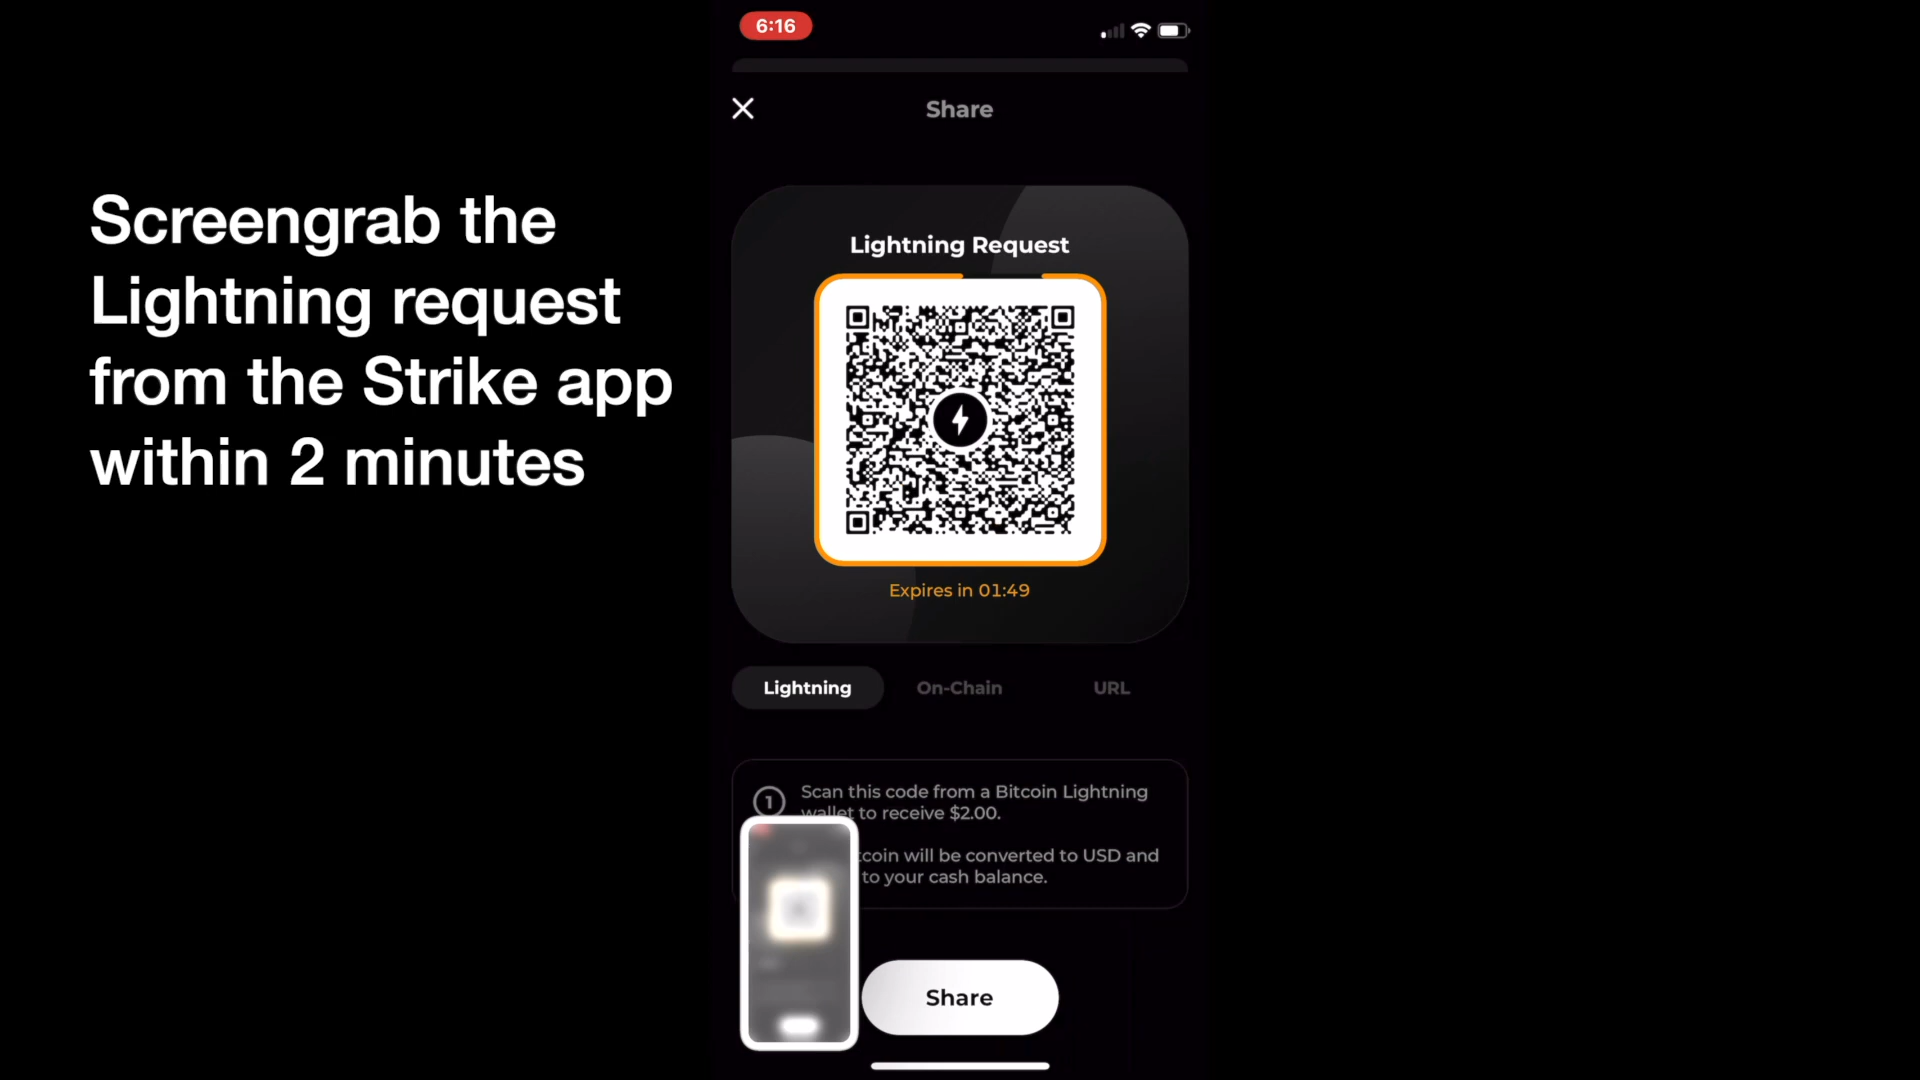 Screengrab the
Lightning request
from the Strike app
within 2 minutes
6:16
Share
Lightning Request
Expires in 01:49
Lightning
On-Chain
URL
1
Scan this code from a Bitcoin Lightning
wallet to receive $2.00.
coin will be converted to USD and
to your cash balance.
Share